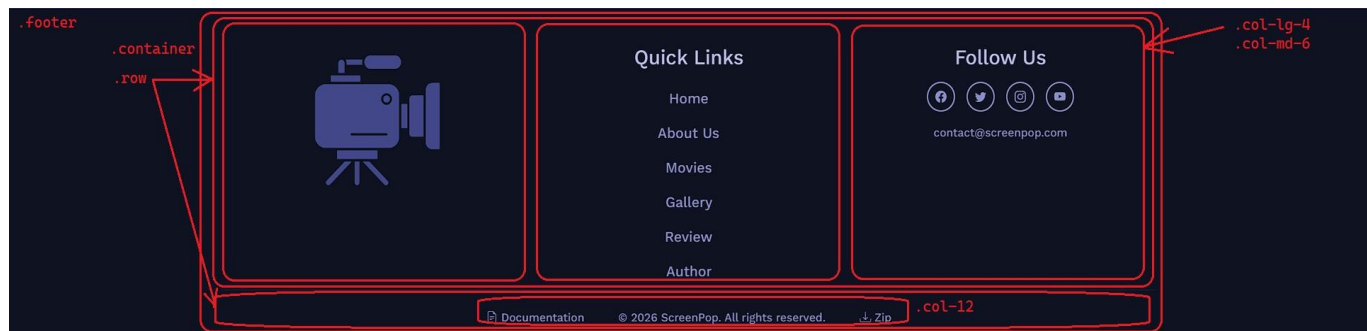 .footer
.container
.row
.col-lg-4
.col-md-6
Quick Links
Home
About Us
Movies
Gallery
Review
Author
Follow Us
contact@screenpop.com
.col-12
Documentation © 2026 ScreenPop. All rights reserved. Zip